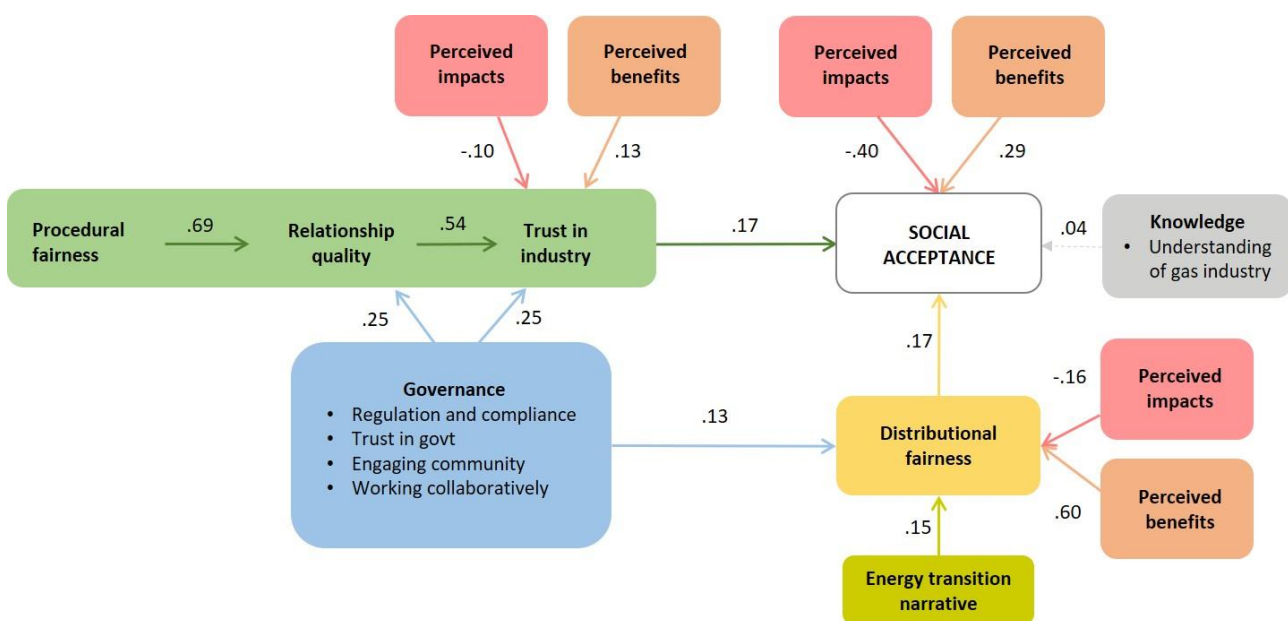 Perceived
impacts
Perceived
benefits
Perceived
impacts
Perceived
benefits
-.10
.13
-.40
.29
Procedural
fairness
.69
Relationship
quality
.54
Trust in
industry
.17
SOCIAL
ACCEPTANCE
.04
Knowledge
• Understanding
of gas industry
.25
.25
.17
Governance
• Regulation and compliance
• Trust in govt
• Engaging community
• Working collaboratively
.13
Distributional
fairness
-.16
Perceived
impacts
.60
Perceived
benefits
.15
Energy transition
narrative